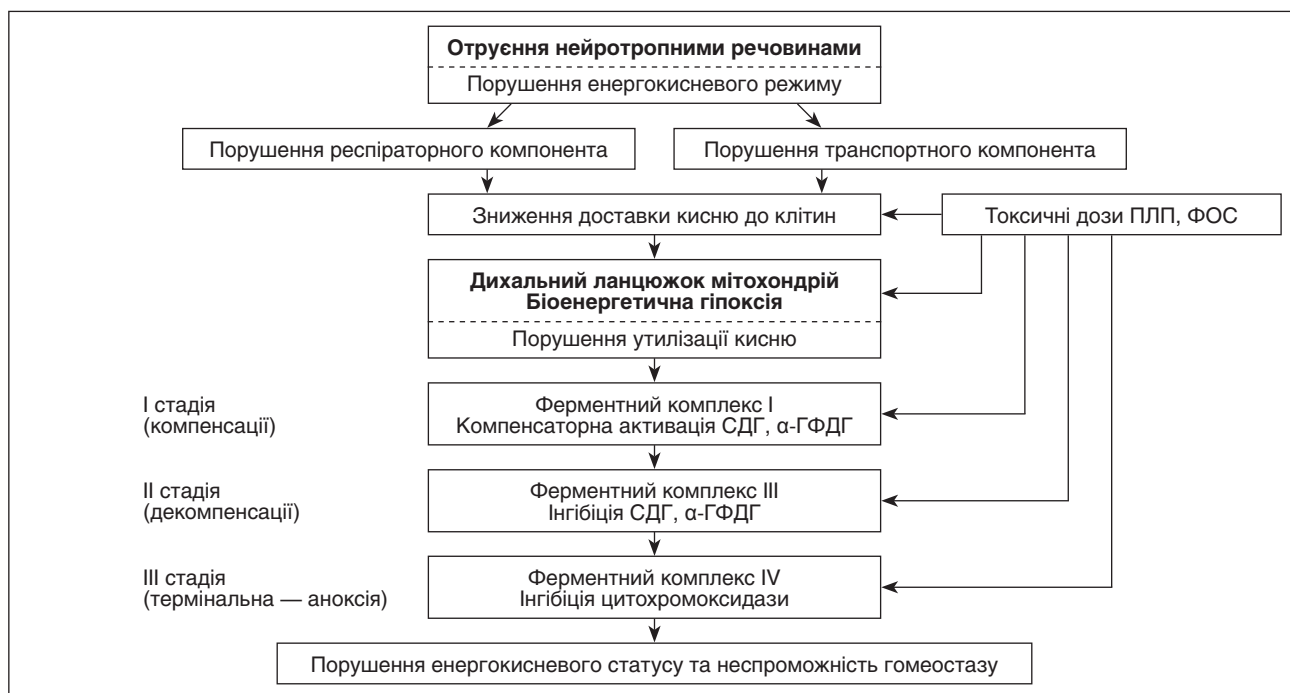 Отруєння нейротропними речовинами
Порушення енергокисневого режиму
Порушення респіраторного компонента
Порушення транспортного компонента
Зниження доставки кисню до клітин
Токсичні дози ПЛП, ФОС
Дихальний ланцюжок мітохондрій
Біоенергетична гіпоксія
Порушення утилізації кисню
I стадія
(компенсації)
Ферментний комплекс I
Компенсаторна активація СДГ, α-ГФДГ
II стадія
(декомпенсації)
Ферментний комплекс III
Інгібіція СДГ, α-ГФДГ
III стадія
(термінальна — аноксія)
Ферментний комплекс IV
Інгібіція цитохромоксидази
Порушення енергокисневого статусу та неспроможність гомеостазу